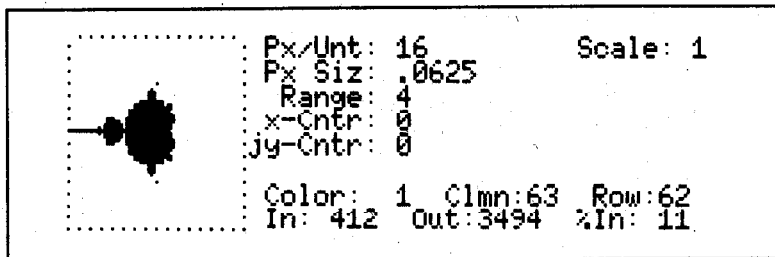 Px/Unt: 16 Scale: 1
Px Siz: .0625
Range: 4
x-Cntr: 0
jy-Cntr: 0
Color: 1 Clmn:63 Row:62
In: 412 Out:3494 %In: 11